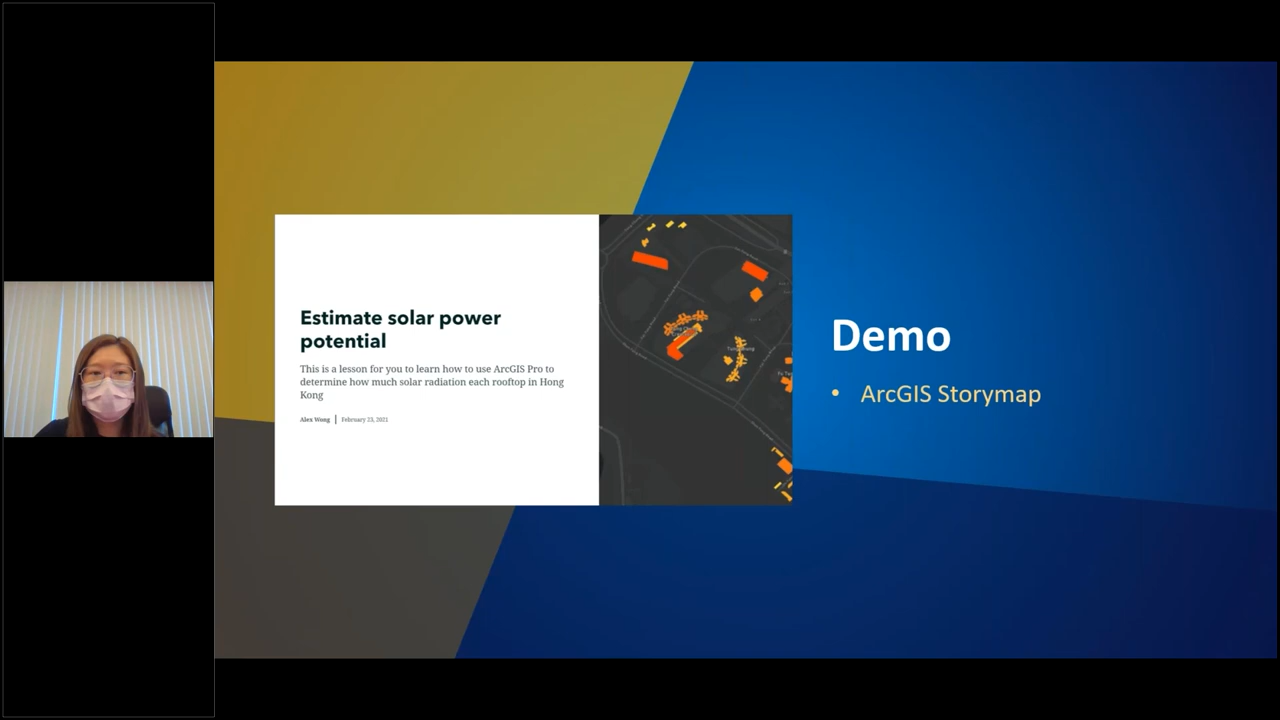 Estimate solar power
potential
This is a lesson for you to learn how to use ArcGIS Pro to
determine how much solar radiation each rooftop in Hong
Kong
Alex Wong | February 23, 2021
Demo
• ArcGIS Storymap